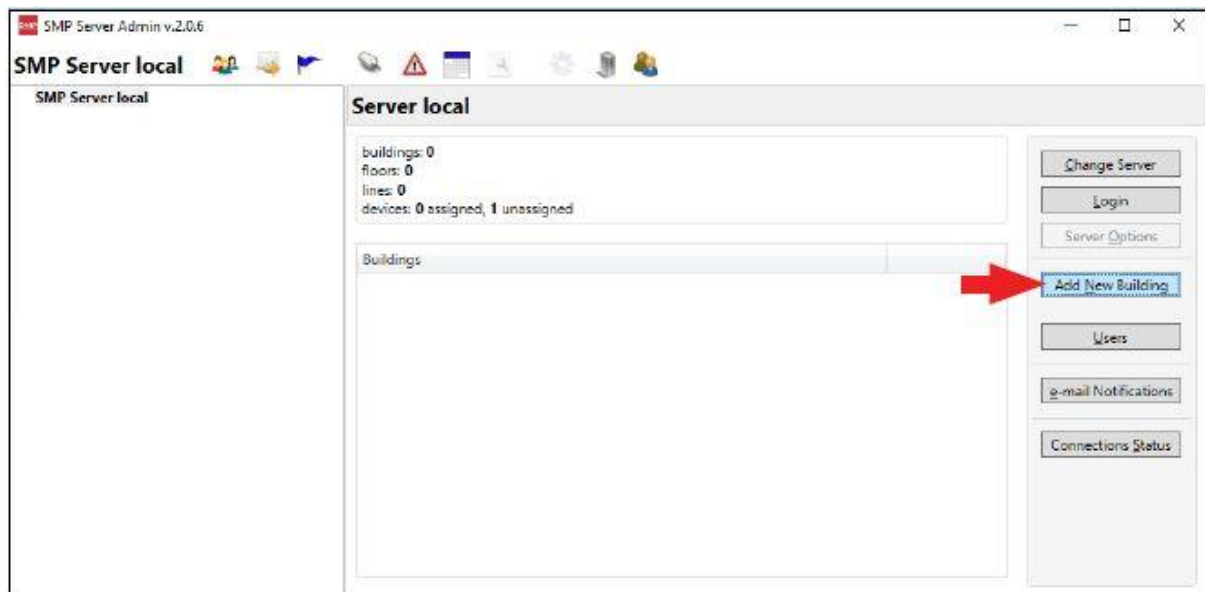 SMP Server Admin v.2.0.6
SMP Server local
SMP Server local
Server local
buildings: 0
floors: 0
lines: 0
devices: 0 assigned, 1 unassigned
Buildings
Change Server
Login
Server Options
Add New Building
Users
e-mail Notifications
Connections Status